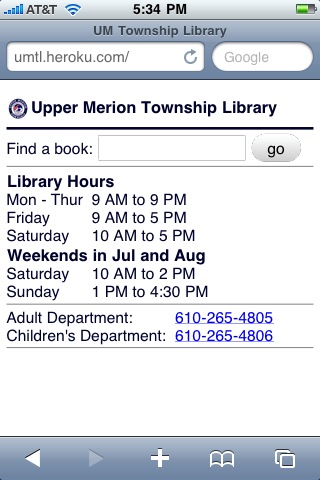 AT&T 5:34 PM
UM Township Library
umtl.heroku.com/ Google
Upper Merion Township Library
Find a book: go
Library Hours
Mon - Thur 9 AM to 9 PM
Friday 9 AM to 5 PM
Saturday 10 AM to 5 PM
Weekends in Jul and Aug
Saturday 10 AM to 2 PM
Sunday 1 PM to 4:30 PM
Adult Department: 610-265-4805
Children's Department: 610-265-4806